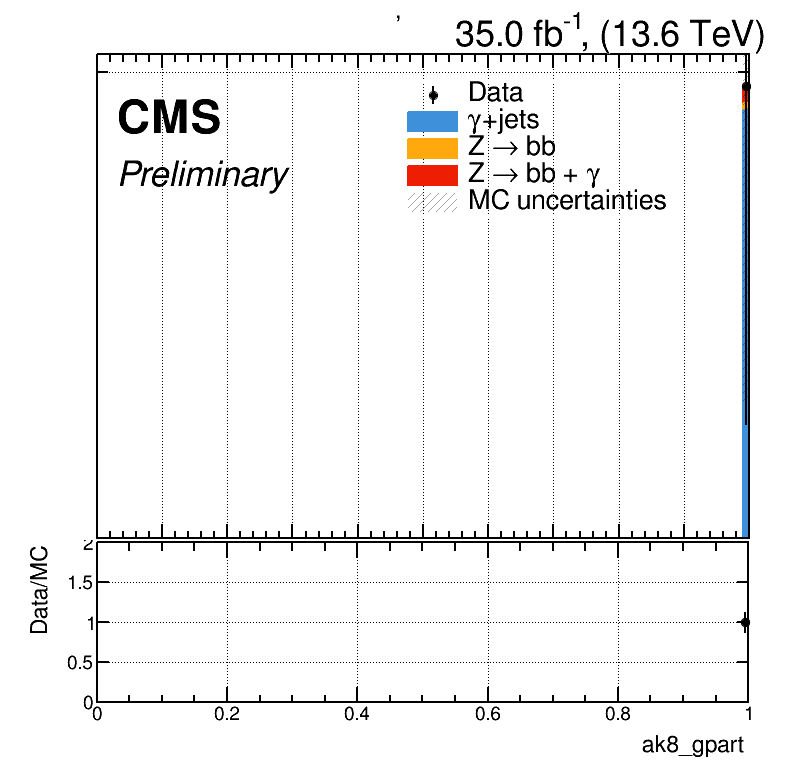 ,
35.0 fb⁻¹, (13.6 TeV)
CMS
Preliminary
Data
γ+jets
Z → bb
Z → bb + γ
MC uncertainties
Data/MC
2
1.5
1
0.5
0
0 0.2 0.4 0.6 0.8 1
ak8_gpart